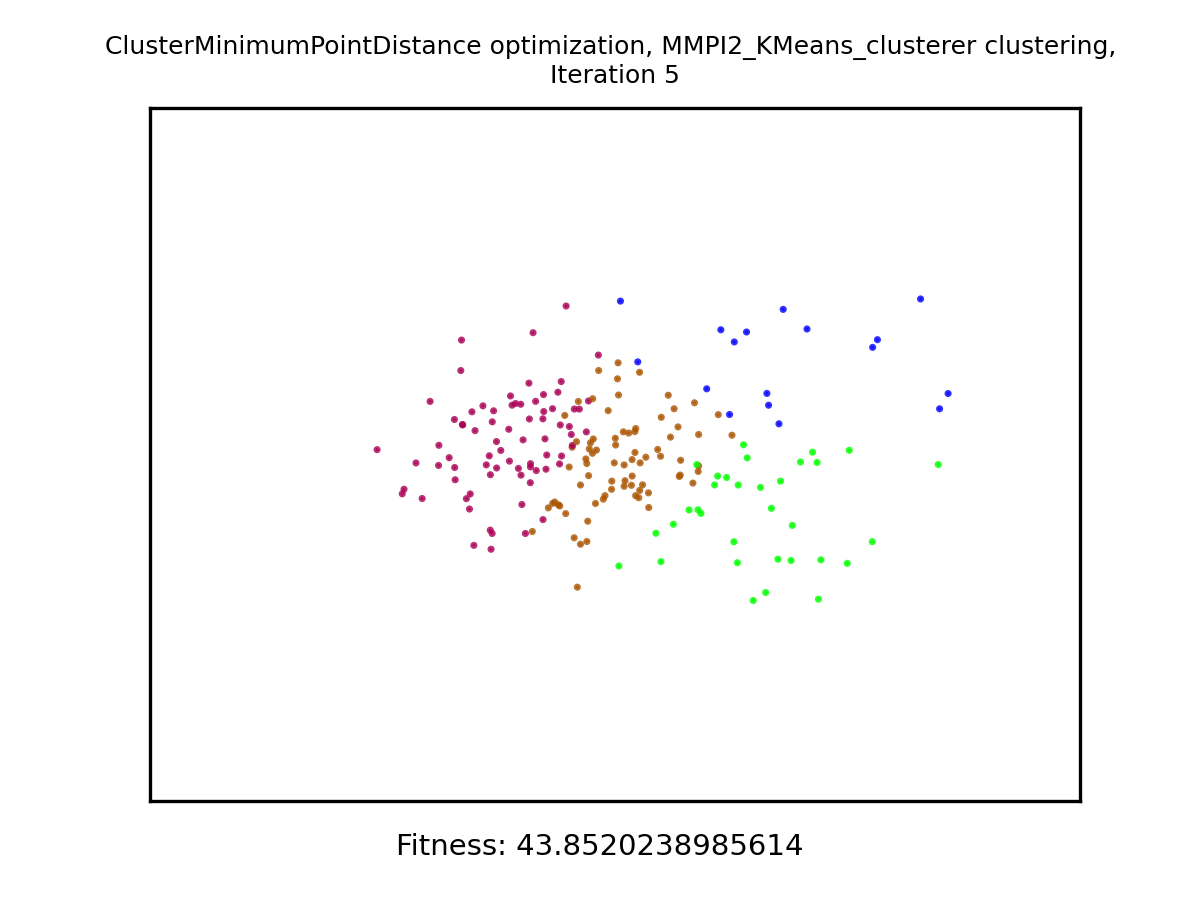 ClusterMinimumPointDistance optimization, MMPI2_KMeans_clusterer clustering,
Iteration 5
Fitness: 43.8520238985614